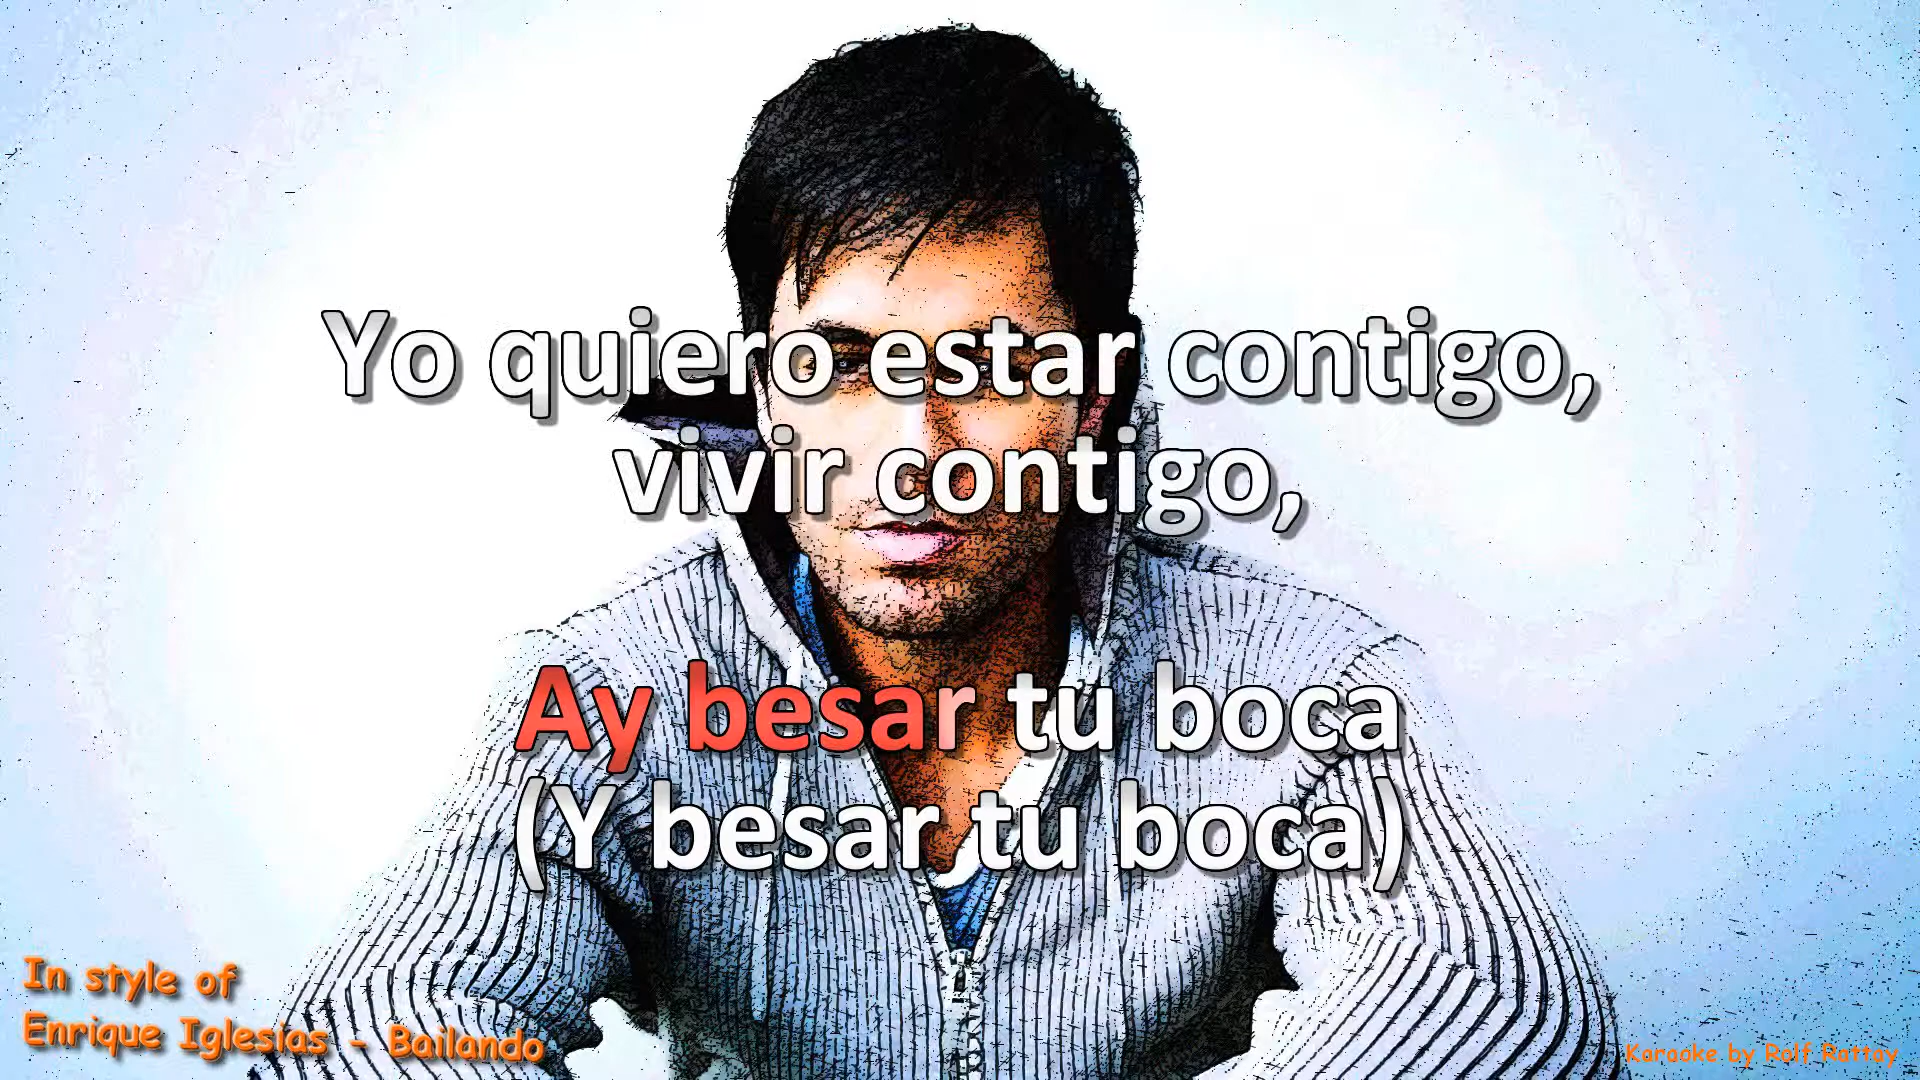 Yo quiero estar contigo,
vivir contigo,
Ay besar tu boca
(Y besar tu boca)
In style of
Enrique Iglesias - Bailando
Karaoke by Rolf Rattay